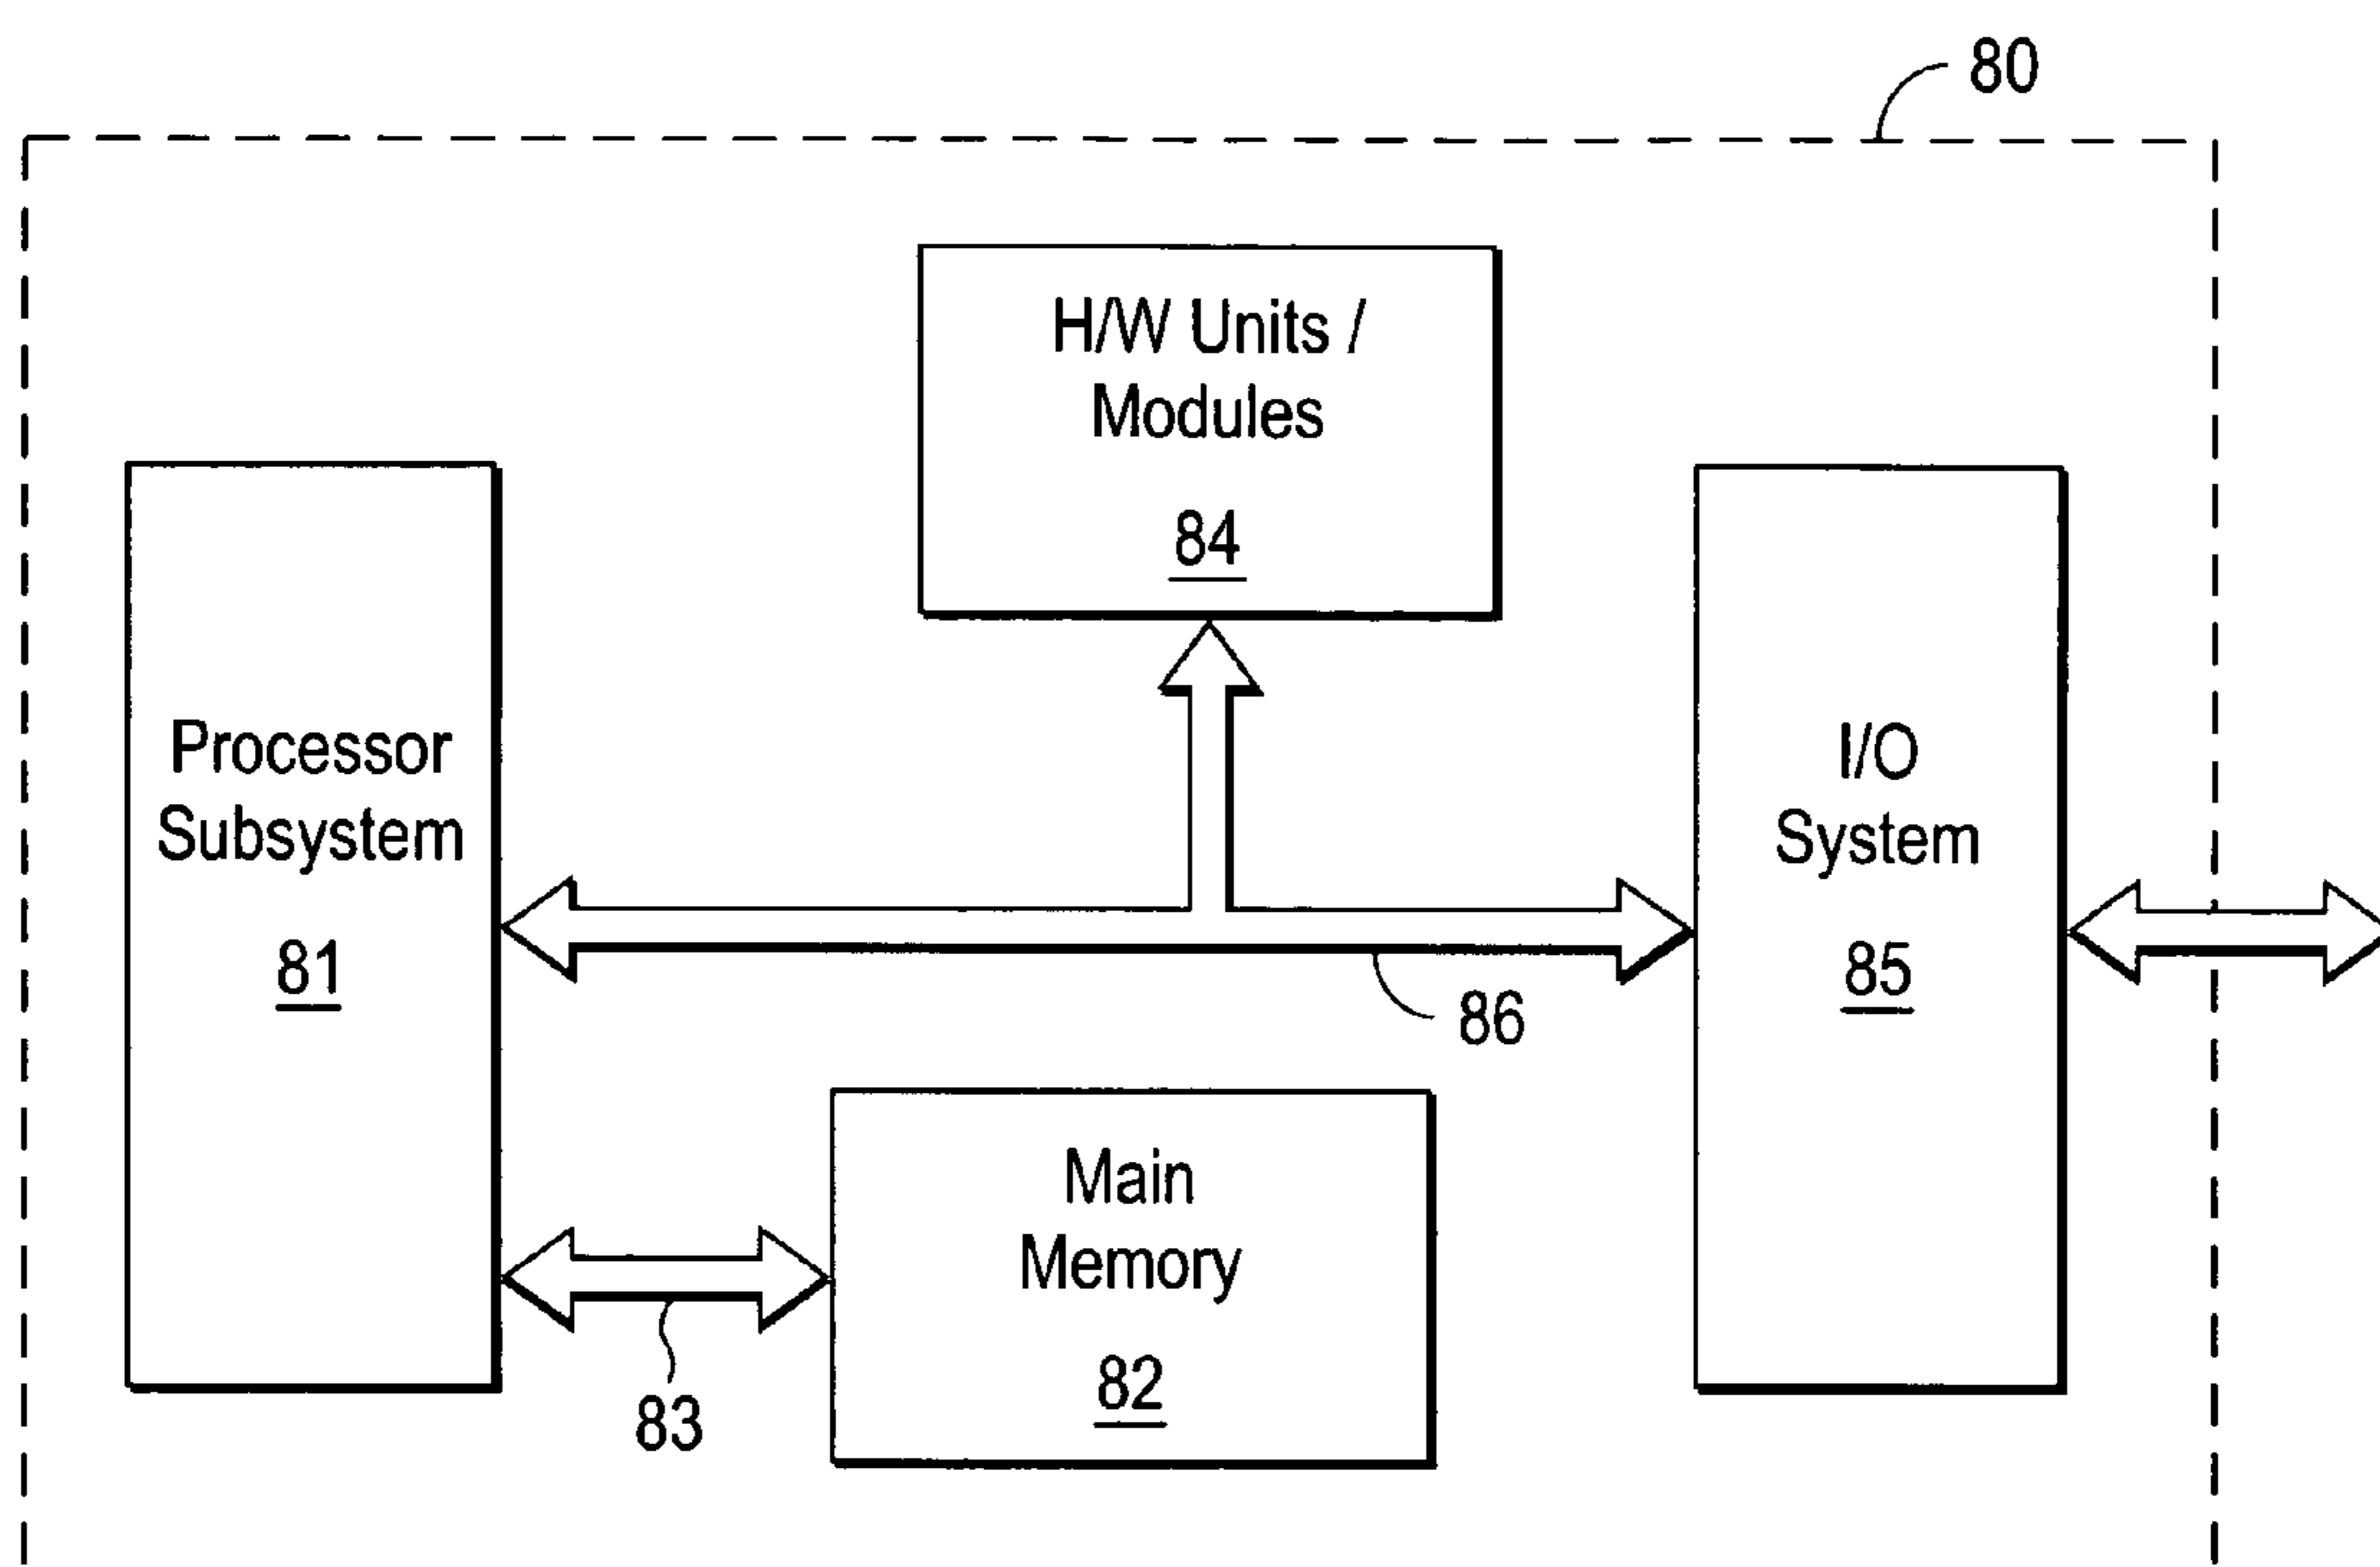 80
H/W Units /
Modules
84
Processor
Subsystem
81
I/O
System
85
86
Main
Memory
82
83